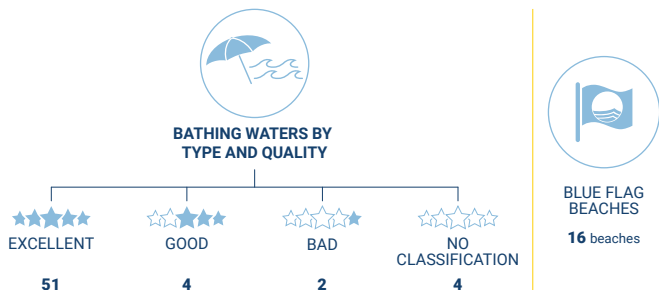 BATHING WATERS BY
TYPE AND QUALITY
EXCELLENT
51
GOOD
4
BAD
2
NO
CLASSIFICATION
4
BLUE FLAG
BEACHES
16 beaches